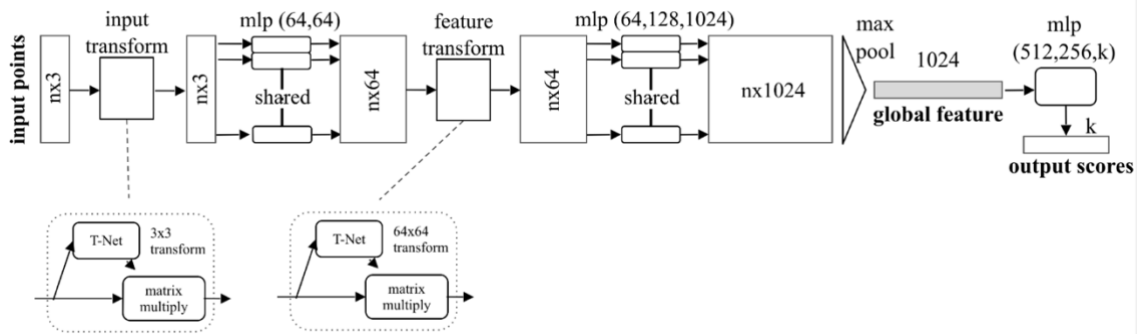 input points
nx3
input
transform
nx3
mlp (64,64)
shared
nx64
feature
transform
nx64
mlp (64,128,1024)
shared
nx1024
max
pool
1024
global feature
mlp
(512,256,k)
k
output scores
T-Net
3x3
transform
matrix
multiply
T-Net
64x64
transform
matrix
multiply